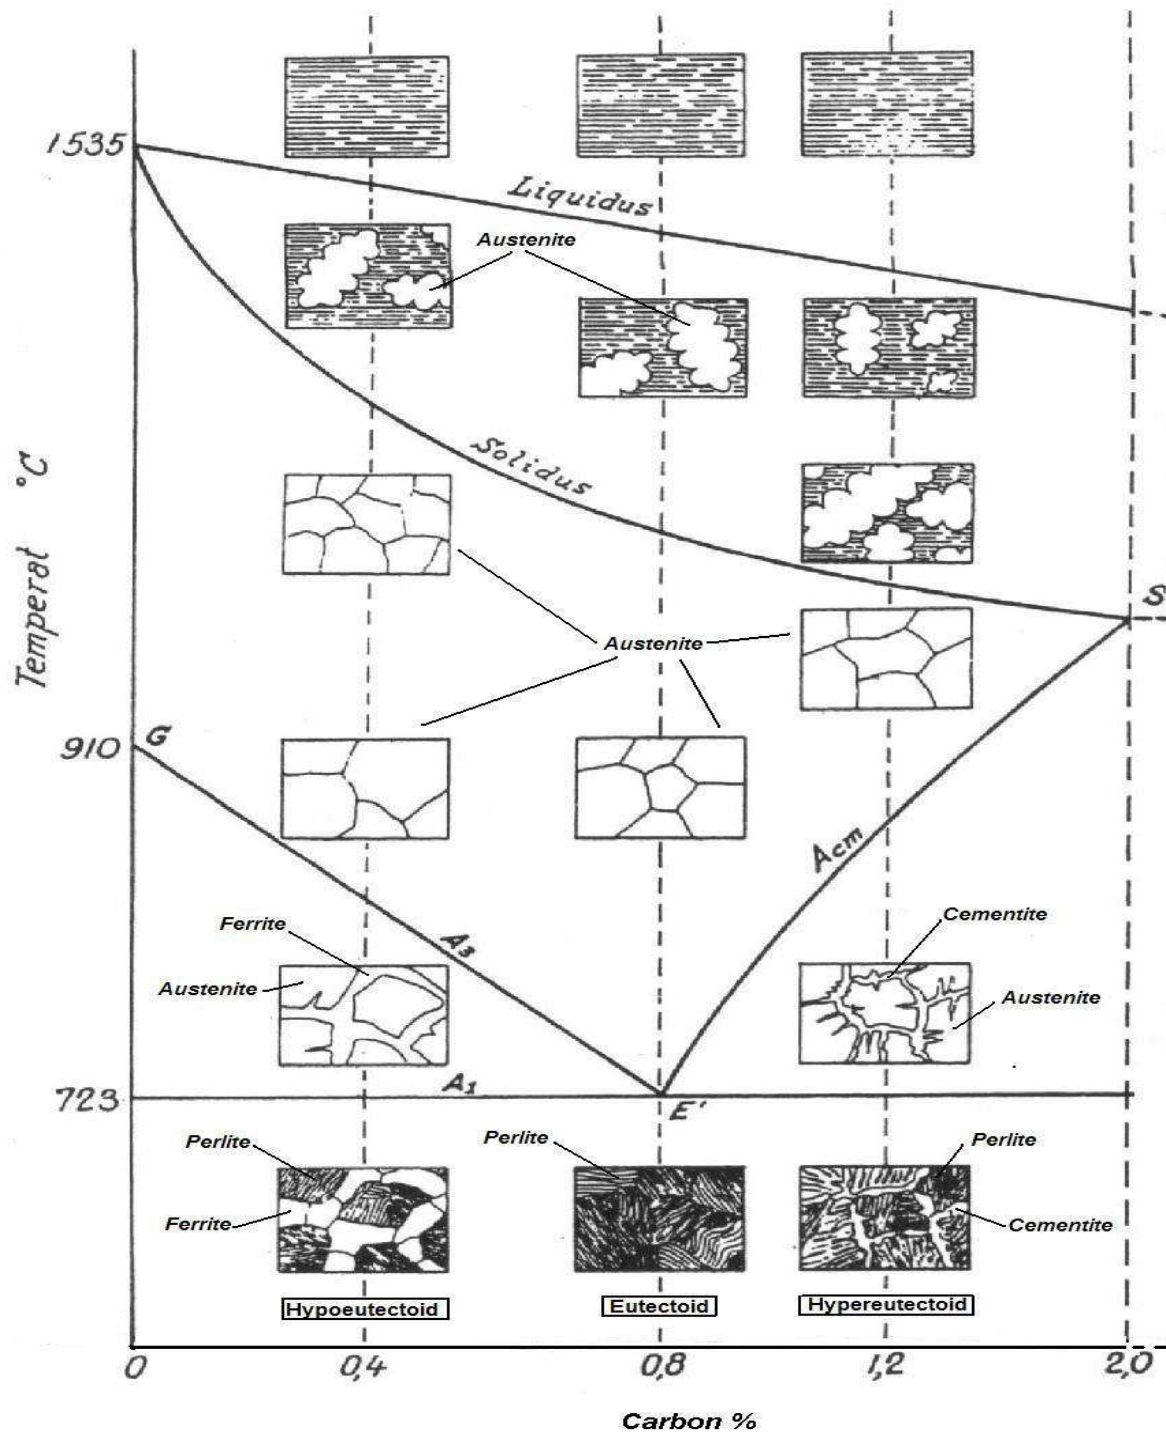 1535
Liquidus
Austenite
Solidus
Temperat °C
S
Austenite
910
G
Acm
Ferrite
A3
Cementite
Austenite
Austenite
723
A1
E'
Perlite
Perlite
Perlite
Ferrite
Cementite
Hypoeutectoid
Eutectoid
Hypereutectoid
0
0,4
0,8
1,2
2,0
Carbon %